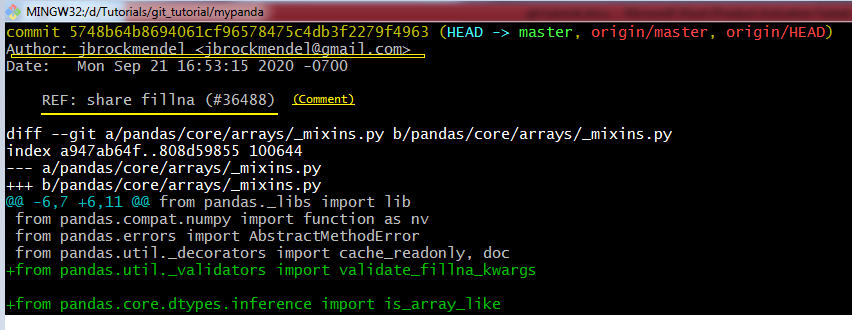 MINGW32:/d/Tutorials/git_tutorial/mypanda
commit 5748b64b8694061cf96578475c4db3f2279f4963 (HEAD -> master, origin/master, origin/HEAD)
Author: jbrockmendel <jbrockmendel@gmail.com>
Date:   Mon Sep 21 16:53:15 2020 -0700
REF: share fillna (#36488) (Comment)
diff --git a/pandas/core/arrays/_mixins.py b/pandas/core/arrays/_mixins.py
index a947ab64f..808d59855 100644
--- a/pandas/core/arrays/_mixins.py
+++ b/pandas/core/arrays/_mixins.py
@@ -6,7 +6,11 @@ from pandas._libs import lib
 from pandas.compat.numpy import function as nv
 from pandas.errors import AbstractMethodError
 from pandas.util._decorators import cache_readonly, doc
+from pandas.util._validators import validate_fillna_kwargs
+from pandas.core.dtypes.inference import is_array_like